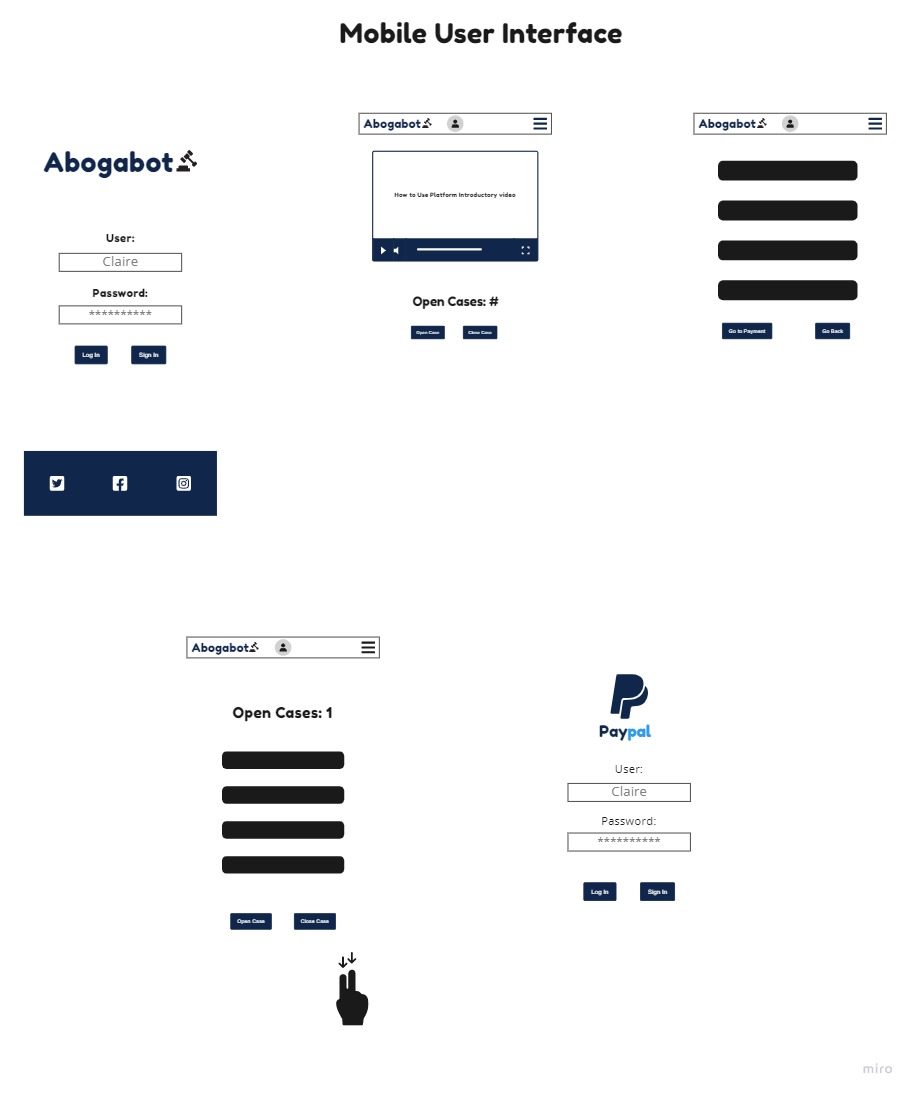 Mobile User Interface
Abogabot
User:
Claire
Password:
**********
Log In
Sign In
Abogabot
How to Use Platform Introductory video
Open Cases: #
Open Case
Close Case
Abogabot
Go to Payment
Go Back
Abogabot
Open Cases: 1
Open Case
Close Case
Paypal
User:
Claire
Password:
**********
Log In
Sign In
miro